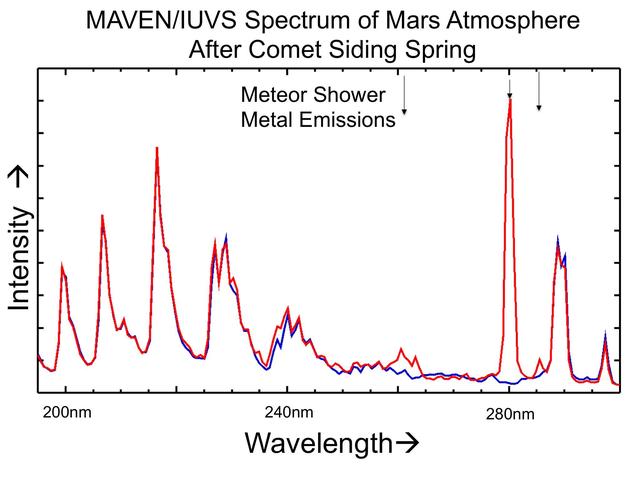 MAVEN/IUVS Spectrum of Mars Atmosphere
After Comet Siding Spring
Meteor Shower
Metal Emissions
Intensity →
200nm
240nm
280nm
Wavelength→